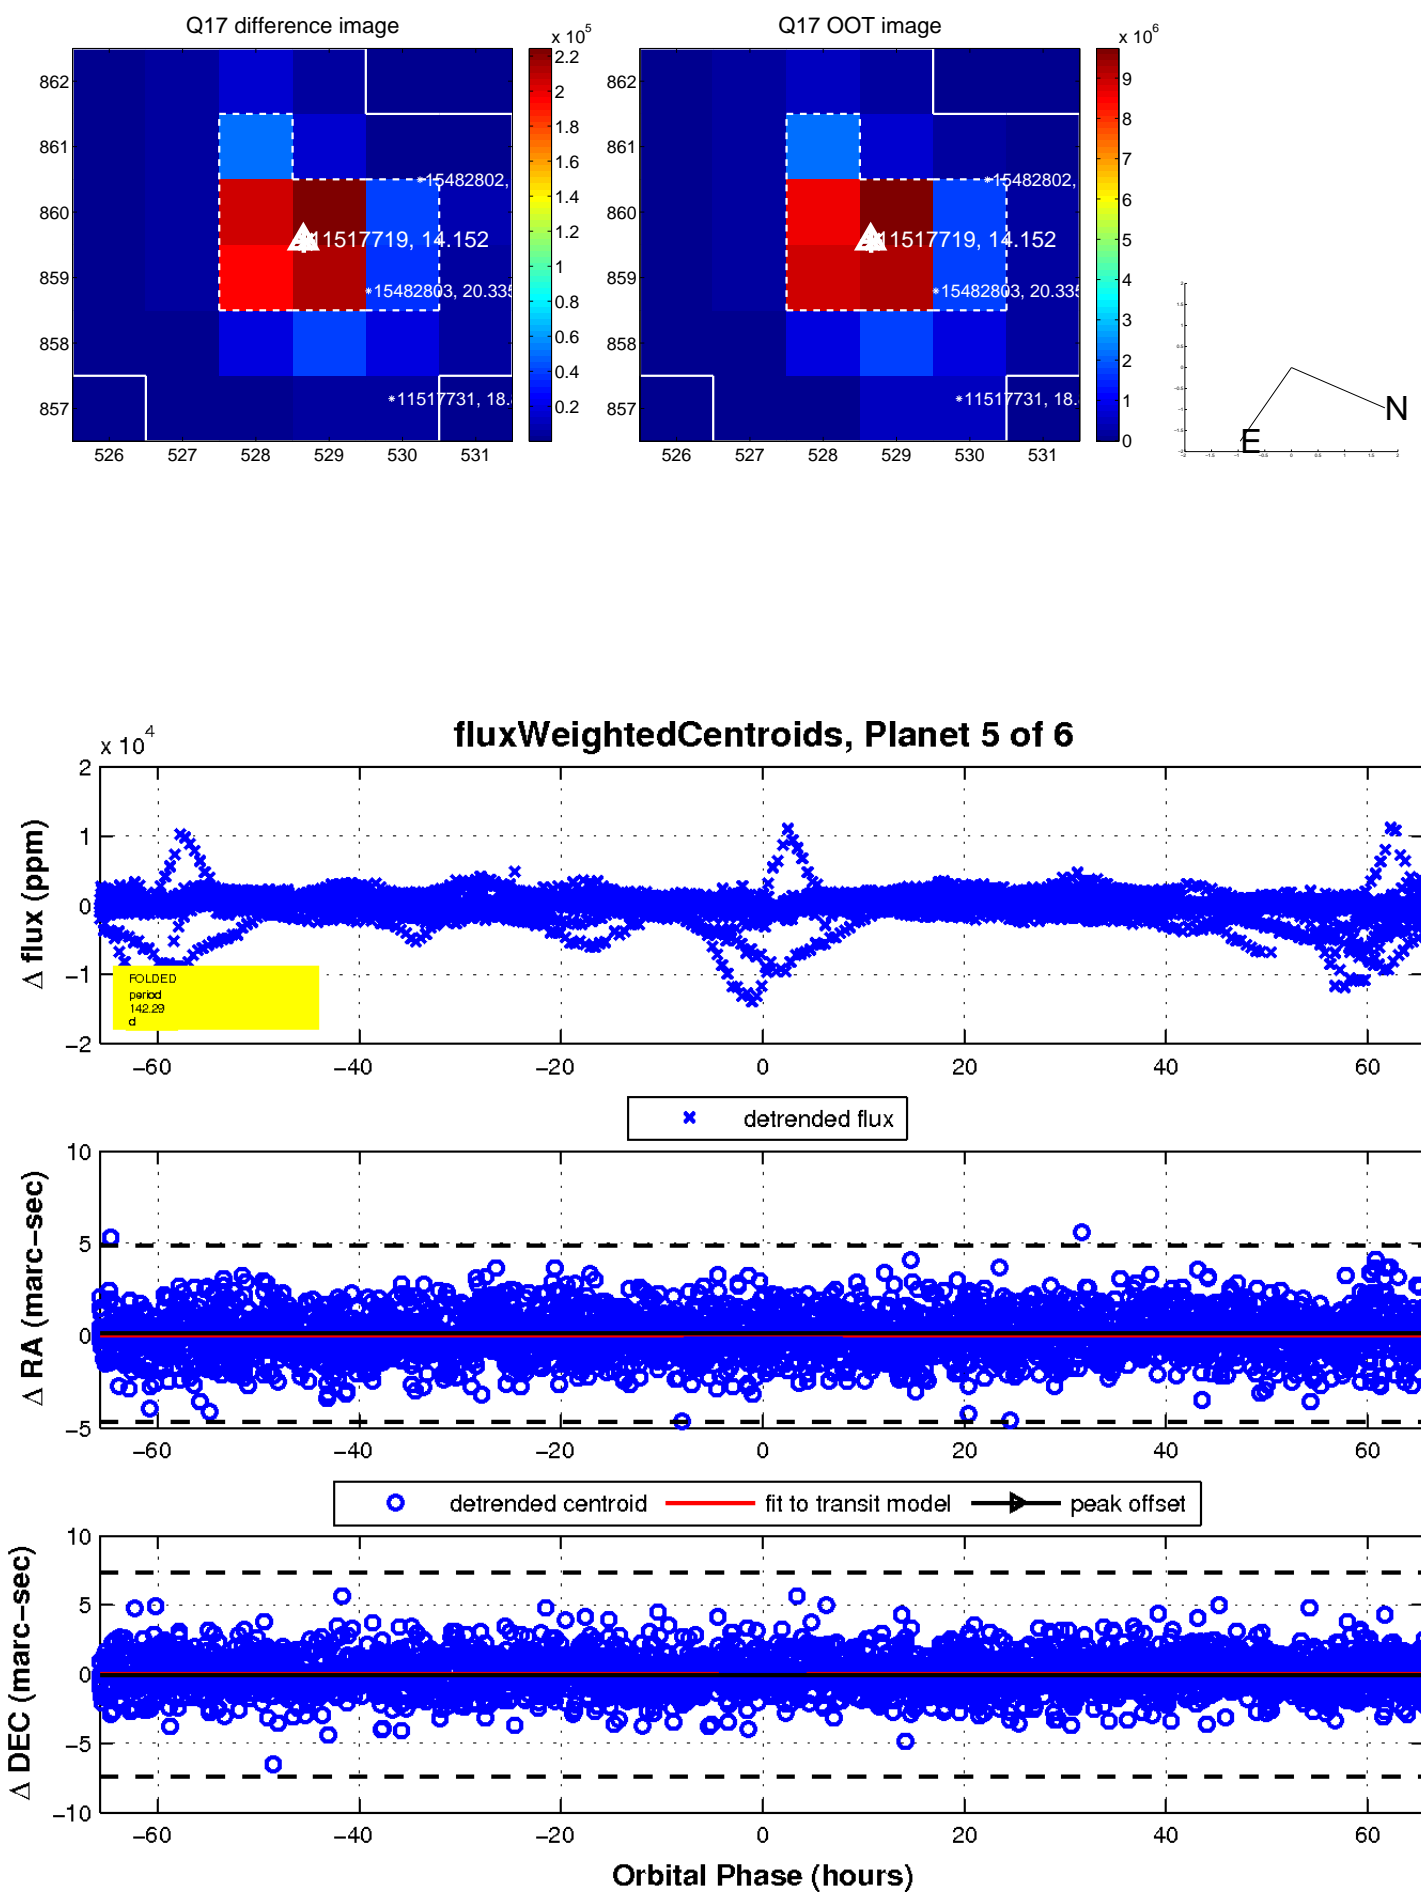 Q17 difference image
x 10^5
862
861
860
859
858
857
526 527 528 529 530 531
2.2
2
1.8
1.6
1.4
1.2
1
0.8
0.6
0.4
0.2
15482802,
11517719, 14.152
15482803, 20.335
11517731, 18.
Q17 OOT image
x 10^6
862
861
860
859
858
857
526 527 528 529 530 531
9
8
7
6
5
4
3
2
1
0
15482802,
11517719, 14.152
15482803, 20.335
11517731, 18.
N
E
fluxWeightedCentroids, Planet 5 of 6
x 10^4
Δ flux (ppm)
2
1
0
−1
−2
FOLDED
period
142.29
d
−60 −40 −20 0 20 40 60
detrended flux
Δ RA (marc−sec)
10
5
0
−5
−60 −40 −20 0 20 40 60
detrended centroid fit to transit model peak offset
Δ DEC (marc−sec)
10
5
0
−5
−10
−60 −40 −20 0 20 40 60
Orbital Phase (hours)